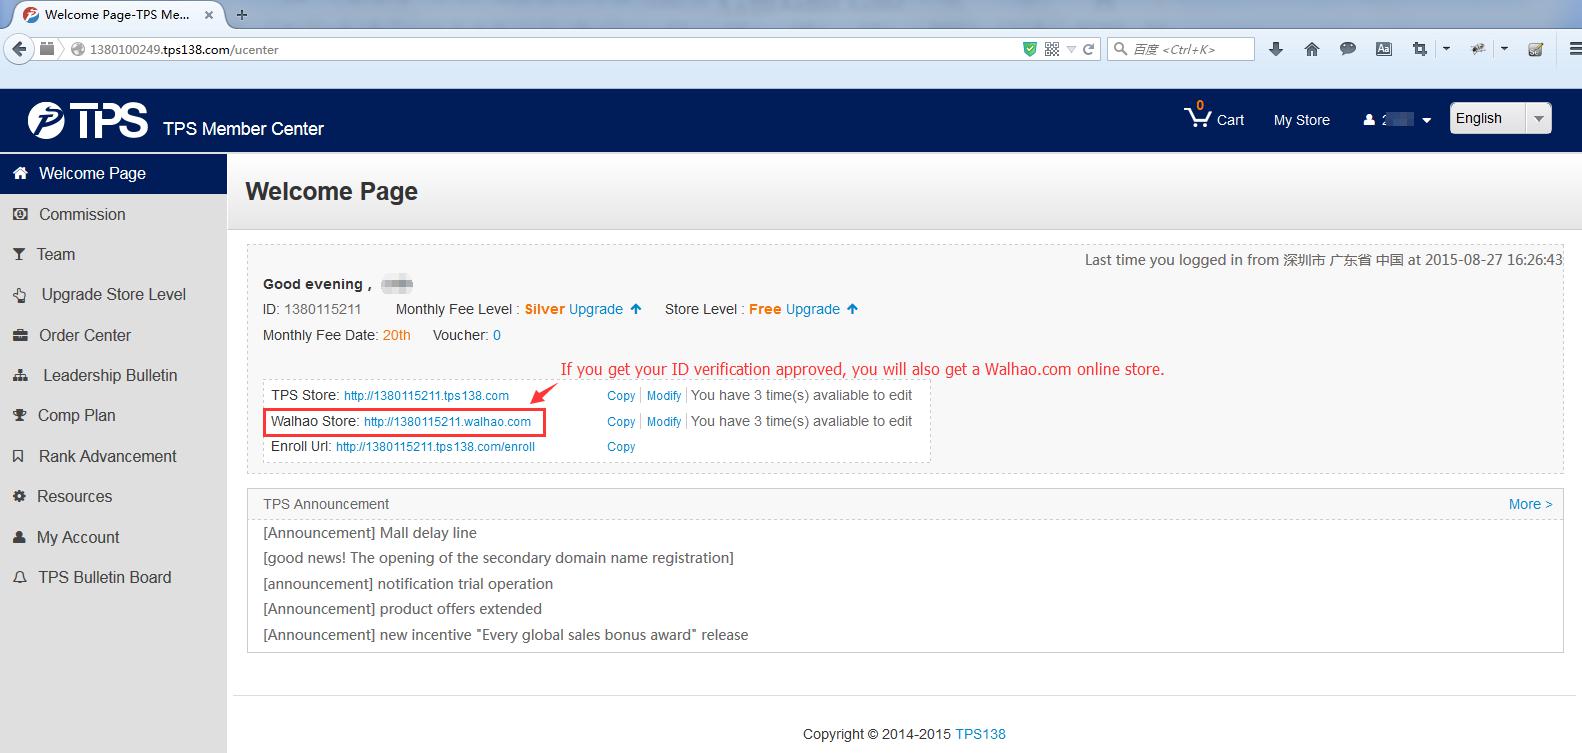 Welcome Page-TPS Me...
1380100249.tps138.com/ucenter
百度 <Ctrl+K>
TPS TPS Member Center
0
Cart
My Store
English
Welcome Page
Commission
Team
Upgrade Store Level
Order Center
Leadership Bulletin
Comp Plan
Rank Advancement
Resources
My Account
TPS Bulletin Board
Welcome Page
Last time you logged in from 深圳市 广东省 中国 at 2015-08-27 16:26:43
Good evening ,
ID: 1380115211 Monthly Fee Level : Silver Upgrade Store Level : Free Upgrade
Monthly Fee Date: 20th Voucher: 0
If you get your ID verification approved, you will also get a Walhao.com online store.
TPS Store: http://1380115211.tps138.com Copy Modify You have 3 time(s) avaliable to edit
Walhao Store: http://1380115211.walhao.com Copy Modify You have 3 time(s) avaliable to edit
Enroll Url: http://1380115211.tps138.com/enroll Copy
TPS Announcement More >
[Announcement] Mall delay line
[good news! The opening of the secondary domain name registration]
[announcement] notification trial operation
[Announcement] product offers extended
[Announcement] new incentive "Every global sales bonus award" release
Copyright © 2014-2015 TPS138